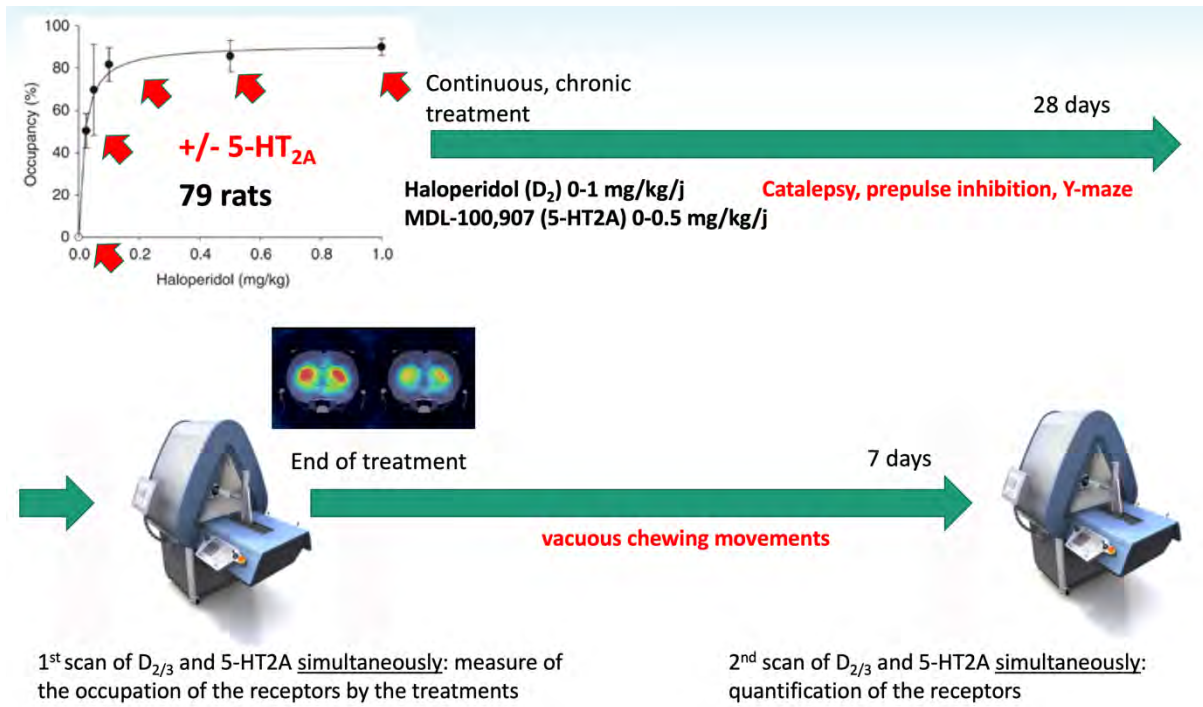 100
80
60
40
20
0
Occupancy (%)
0.0 0.2 0.4 0.6 0.8 1.0
Haloperidol (mg/kg)
+/- 5-HT2A
79 rats
Continuous, chronic
treatment
28 days
Haloperidol (D2) 0-1 mg/kg/j
MDL-100,907 (5-HT2A) 0-0.5 mg/kg/j
Catalepsy, prepulse inhibition, Y-maze
End of treatment
7 days
vacuous chewing movements
1st scan of D2/3 and 5-HT2A simultaneously: measure of
the occupation of the receptors by the treatments
2nd scan of D2/3 and 5-HT2A simultaneously:
quantification of the receptors